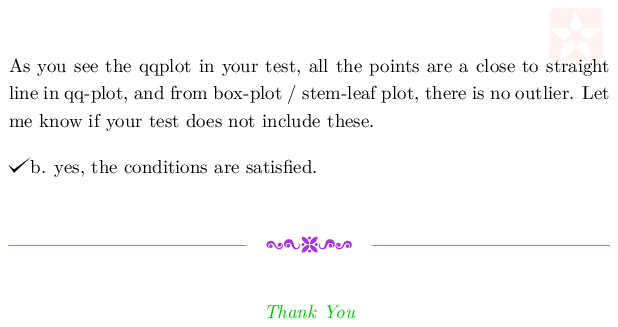 As you see the qqplot in your test, all the points are a close to straight
line in qq-plot, and from box-plot / stem-leaf plot, there is no outlier. Let
me know if your test does not include these.
✓b. yes, the conditions are satisfied.
Thank You